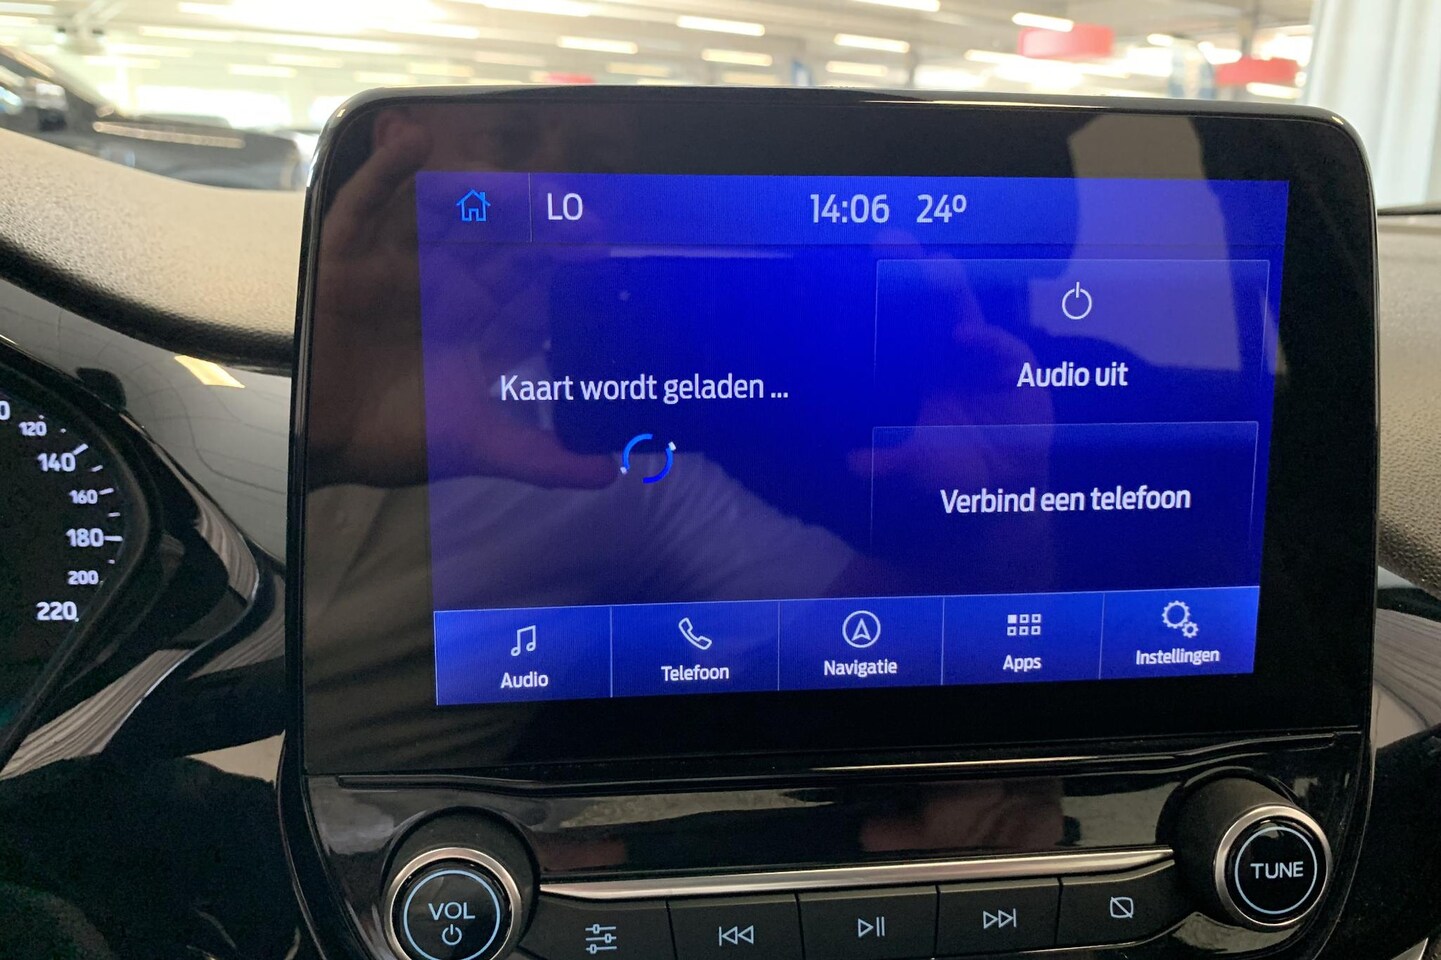 LO 14:06 24°
Kaart wordt geladen ...
Audio uit
Verbind een telefoon
Audio Telefoon Navigatie Apps Instellingen
120
140
160
180
200
220
VOL
TUNE